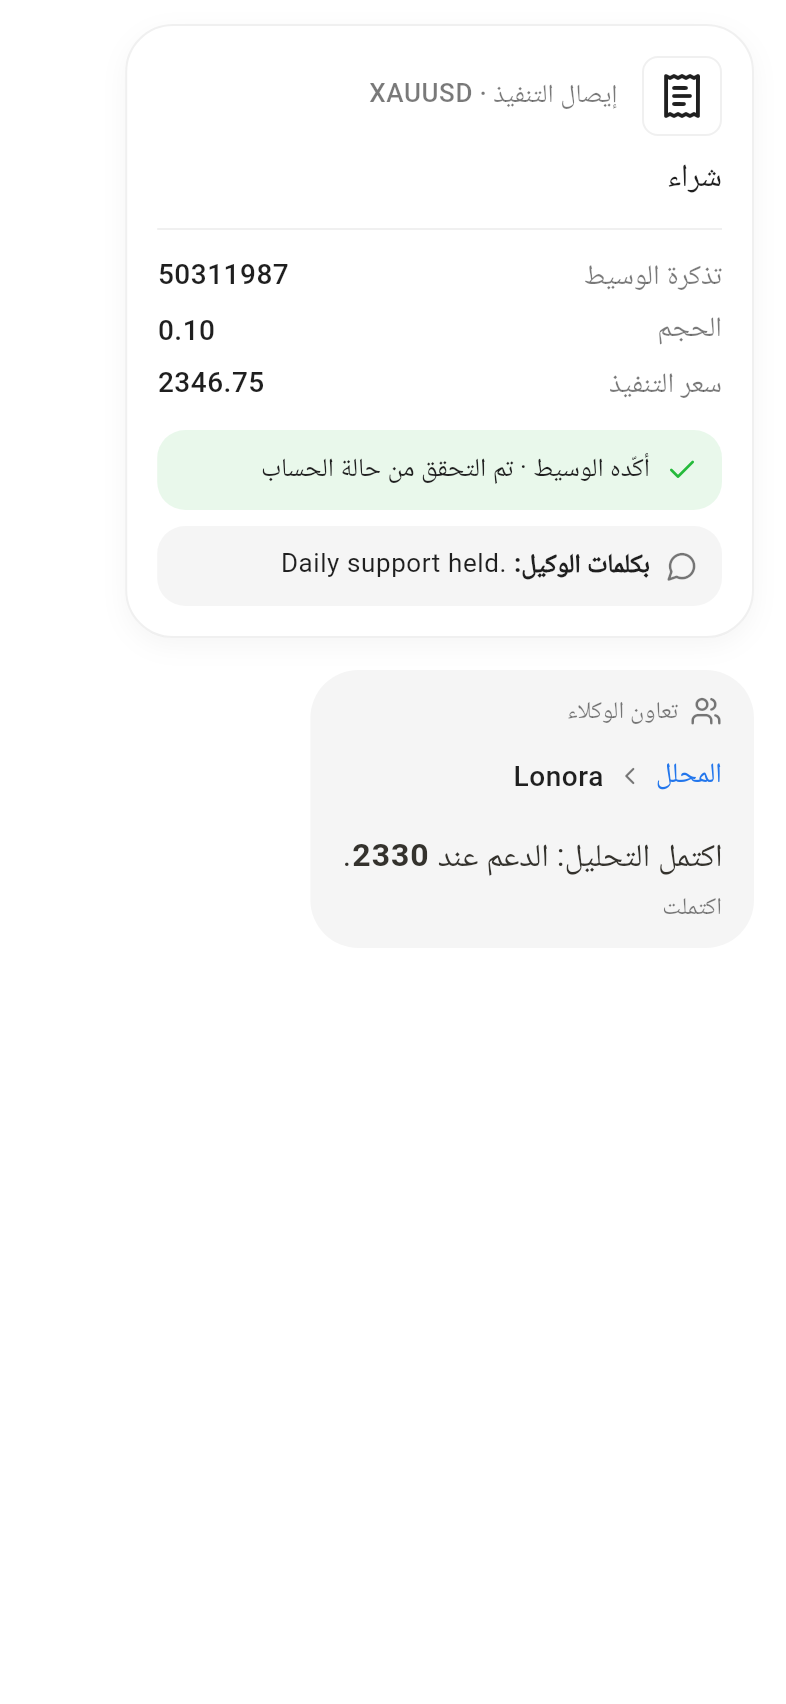 إيصال التنفيذ · XAUUSD
شراء
تذكرة الوسيط 50311987
الحجم 0.10
سعر التنفيذ 2346.75
أكّده الوسيط · تم التحقق من حالة الحساب
بكلمات الوكيل: Daily support held.
تعاون الوكلاء
المحلل Lonora
اكتمل التحليل: الدعم عند 2330.
اكتملت